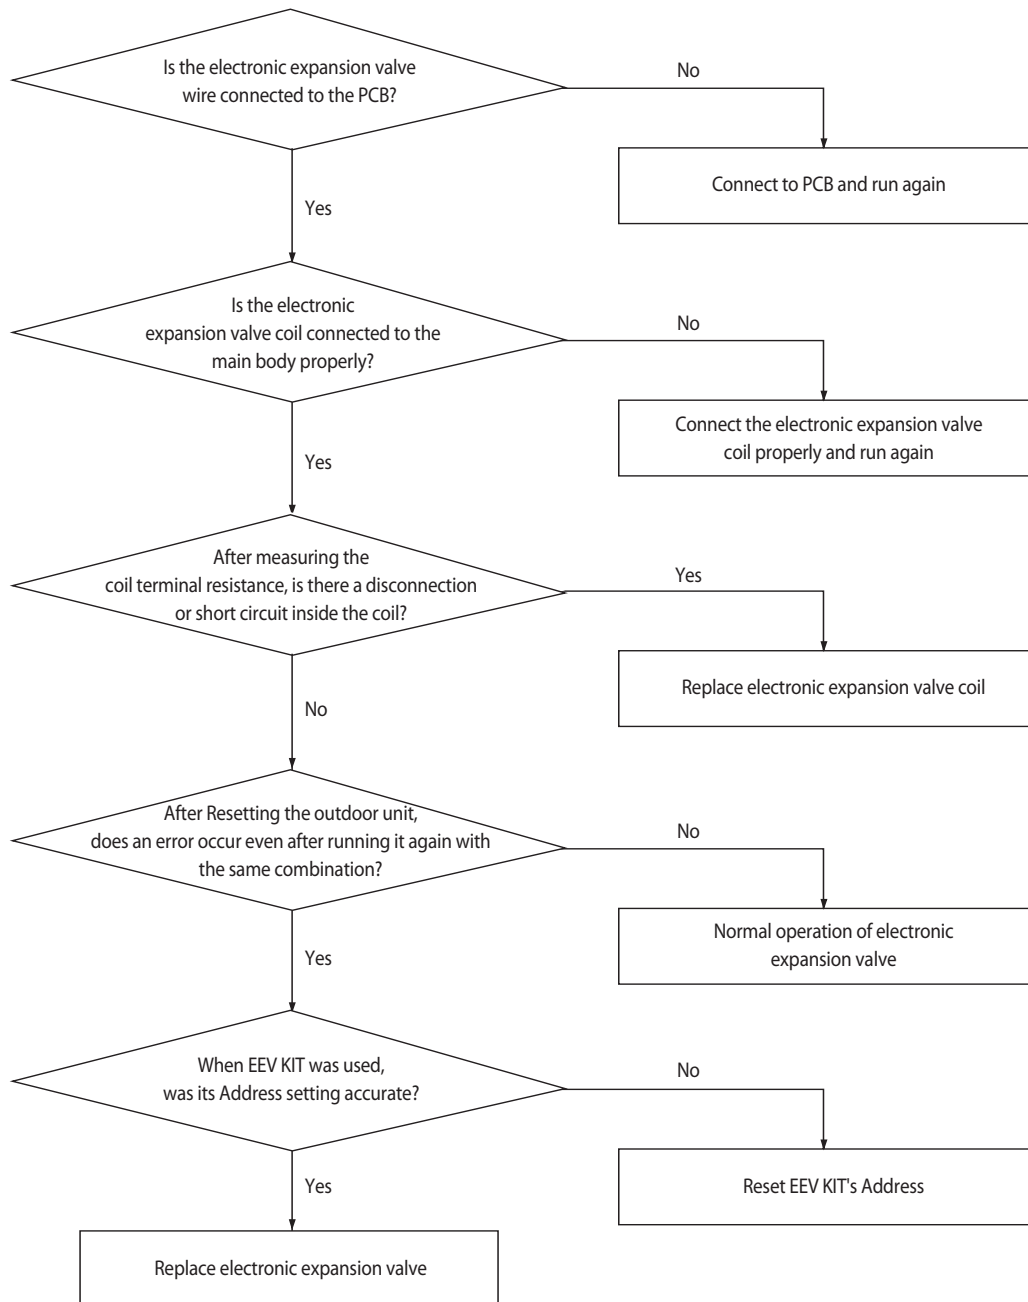 Is the electronic expansion valve
wire connected to the PCB?
No
Connect to PCB and run again
Yes
Is the electronic
expansion valve coil connected to the
main body properly?
No
Connect the electronic expansion valve
coil properly and run again
Yes
After measuring the
coil terminal resistance, is there a disconnection
or short circuit inside the coil?
Yes
Replace electronic expansion valve coil
No
After Resetting the outdoor unit,
does an error occur even after running it again with
the same combination?
No
Normal operation of electronic
expansion valve
Yes
When EEV KIT was used,
was its Address setting accurate?
No
Reset EEV KIT's Address
Yes
Replace electronic expansion valve